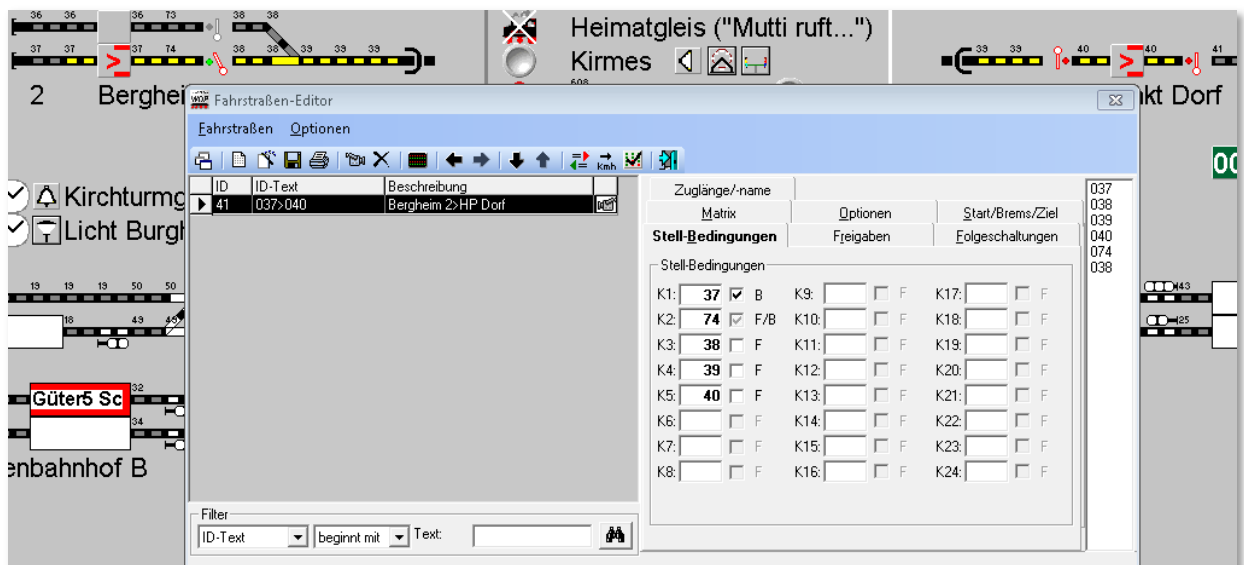 36 36 36 73 38 38
Heimatgleis ("Mutti ruft...")
37 37 37 74 38 38 39 39 39
Kirmes
39 39 40 40 41
608
2 Berghei
nkt Dorf
WDP Fahrstraßen-Editor
Fahrstraßen Optionen
Kmh
00
ID ID-Text Beschreibung
41 037>040 Bergheim 2>HP Dorf
Zuglänge/-name
Matrix Optionen Start/Brems/Ziel
Stell-Bedingungen Freigaben Folgeschaltungen
037
038
039
040
074
038
Kirchturmg
Licht Burgh
Stell-Bedingungen
K1: 37 B K9: F K17: F
K2: 74 F/B K10: F K18: F
K3: 38 F K11: F K19: F
K4: 39 F K12: F K20: F
K5: 40 F K13: F K21: F
K6: F K14: F K22: F
K7: F K15: F K23: F
K8: F K16: F K24: F
19 19 19 50 50
18 43 49
43
25
Güter5 Sc
32
34
enbahnhof B
Filter
ID-Text beginnt mit Text: